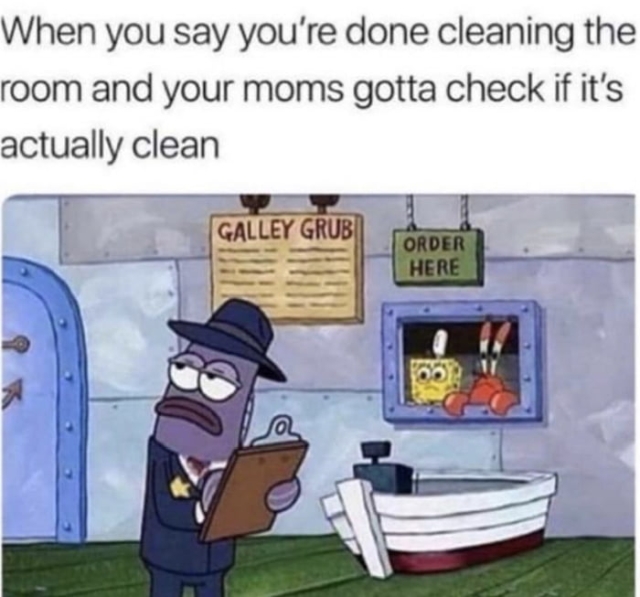 When you say you're done cleaning the
room and your moms gotta check if it's
actually clean
GALLEY GRUB
ORDER
HERE